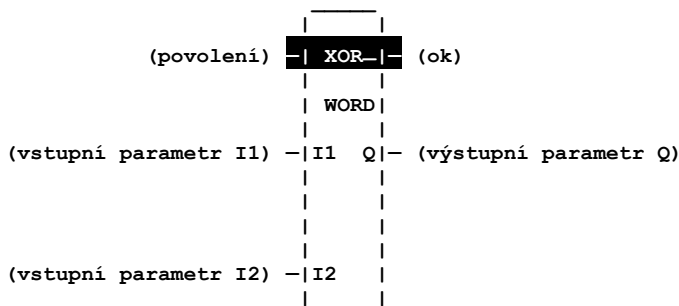 (povolení) XOR (ok)
WORD
(vstupní parametr I1) I1 Q (výstupní parametr Q)
(vstupní parametr I2) I2